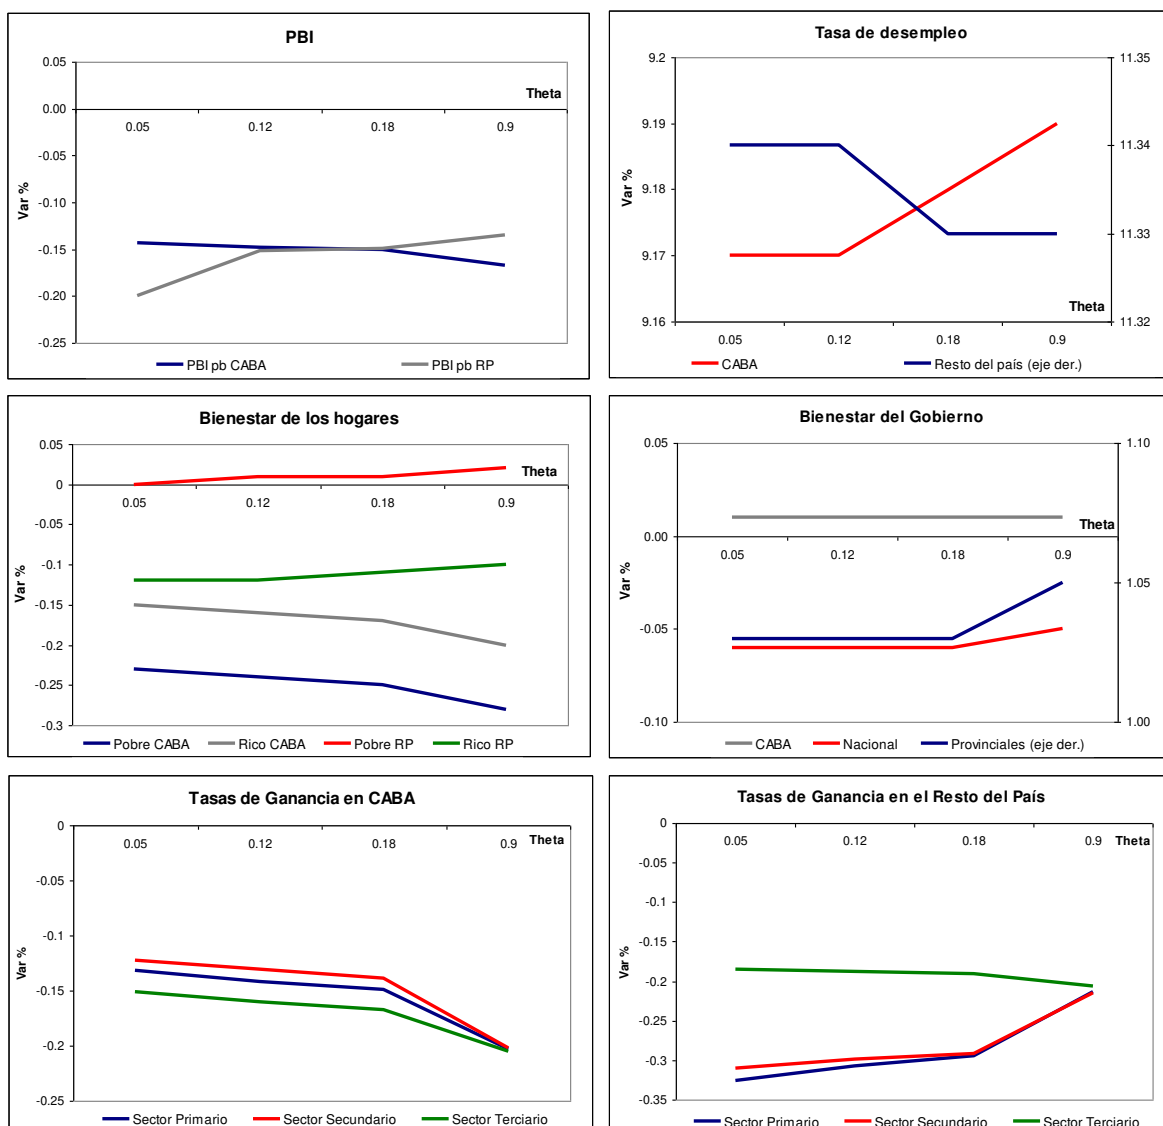 PBI
0.05
0.00
-0.05
-0.10
-0.15
-0.20
-0.25
Var %
Theta
0.05 0.12 0.18 0.9
PBI pb CABA PBI pb RP
Tasa de desempleo
9.2
9.19
9.18
9.17
9.16
Var %
11.35
11.34
11.33
11.32
Theta
0.05 0.12 0.18 0.9
CABA Resto del país (eje der.)
Bienestar de los hogares
0.05
0
-0.05
-0.1
-0.15
-0.2
-0.25
-0.3
Var %
Theta
0.05 0.12 0.18 0.9
Pobre CABA Rico CABA Pobre RP Rico RP
Bienestar del Gobierno
0.05
0.00
-0.05
-0.10
Var %
1.10
1.05
1.00
Theta
0.05 0.12 0.18 0.9
CABA Nacional Provinciales (eje der.)
Tasas de Ganancia en CABA
0
-0.05
-0.1
-0.15
-0.2
-0.25
Var %
0.05 0.12 0.18 0.9 Theta
Sector Primario Sector Secundario Sector Terciario
Tasas de Ganancia en el Resto del País
0
-0.05
-0.1
-0.15
-0.2
-0.25
-0.3
-0.35
Var %
0.05 0.12 0.18 0.9 Theta
Sector Primario Sector Secundario Sector Terciario